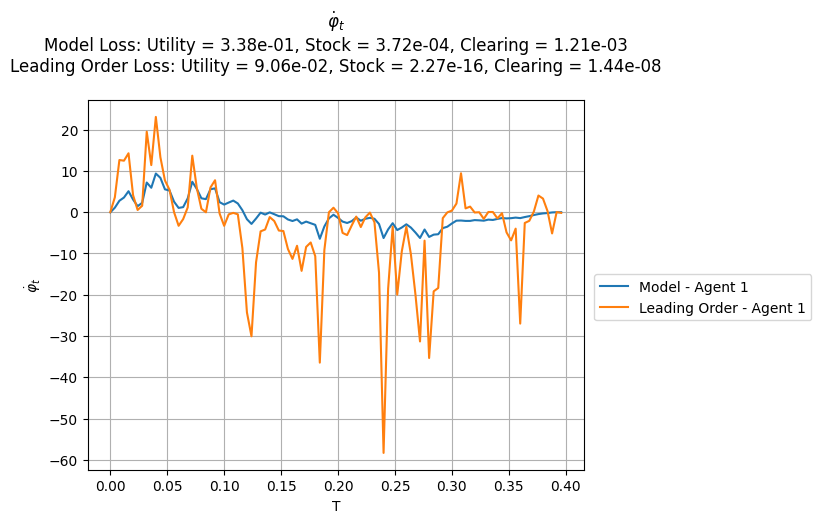 φ̇ₜ
Model Loss: Utility = 3.38e-01, Stock = 3.72e-04, Clearing = 1.21e-03
Leading Order Loss: Utility = 9.06e-02, Stock = 2.27e-16, Clearing = 1.44e-08
20
10
0
−10
−20
−30
−40
−50
−60
φ̇ₜ
0.00 0.05 0.10 0.15 0.20 0.25 0.30 0.35 0.40
T
Model - Agent 1
Leading Order - Agent 1